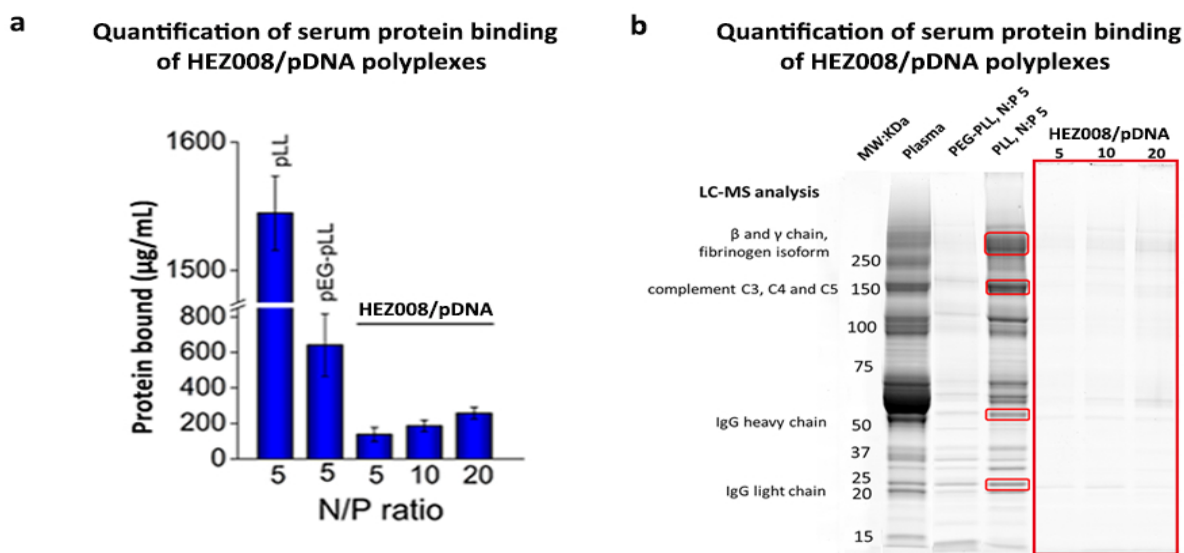 a
Quantification of serum protein binding
of HEZ008/pDNA polyplexes
Protein bound (µg/mL)
1600
1500
800
600
400
200
0
pLL
pEG-pLL
HEZ008/pDNA
5
5
5
10
20
N/P ratio
b
Quantification of serum protein binding
of HEZ008/pDNA polyplexes
MW:KDa
Plasma
PEG-PLL, N:P 5
PLL, N:P 5
HEZ008/pDNA
5 10 20
LC-MS analysis
β and γ chain,
fibrinogen isoform
250
complement C3, C4 and C5
150
100
75
IgG heavy chain
50
37
25
IgG light chain
20
15